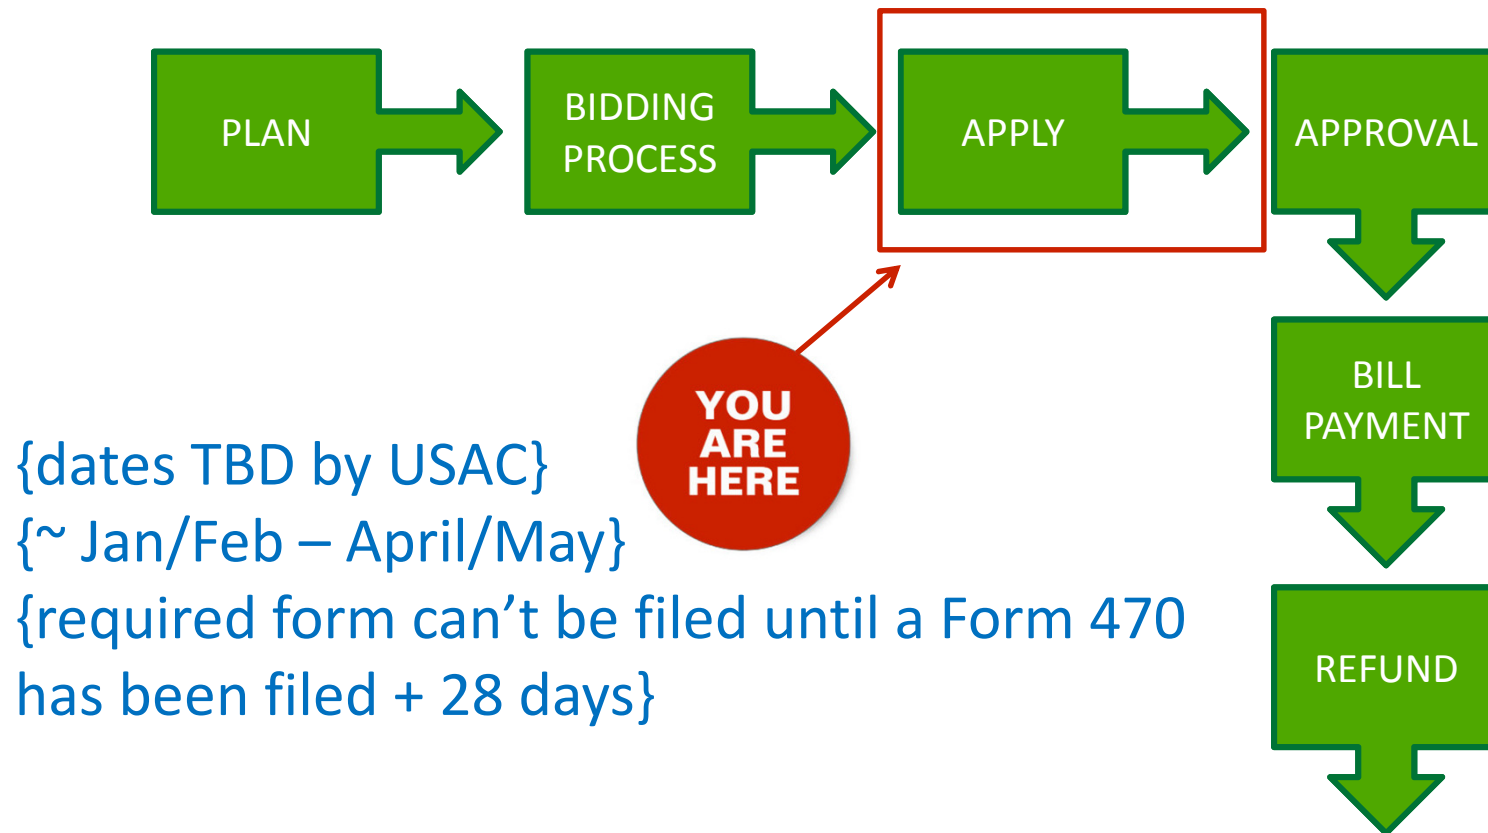 PLAN
BIDDING
PROCESS
APPLY
APPROVAL
BILL
PAYMENT
REFUND
YOU
ARE
HERE
{dates TBD by USAC}
{~ Jan/Feb – April/May}
{required form can’t be filed until a Form 470
has been filed + 28 days}